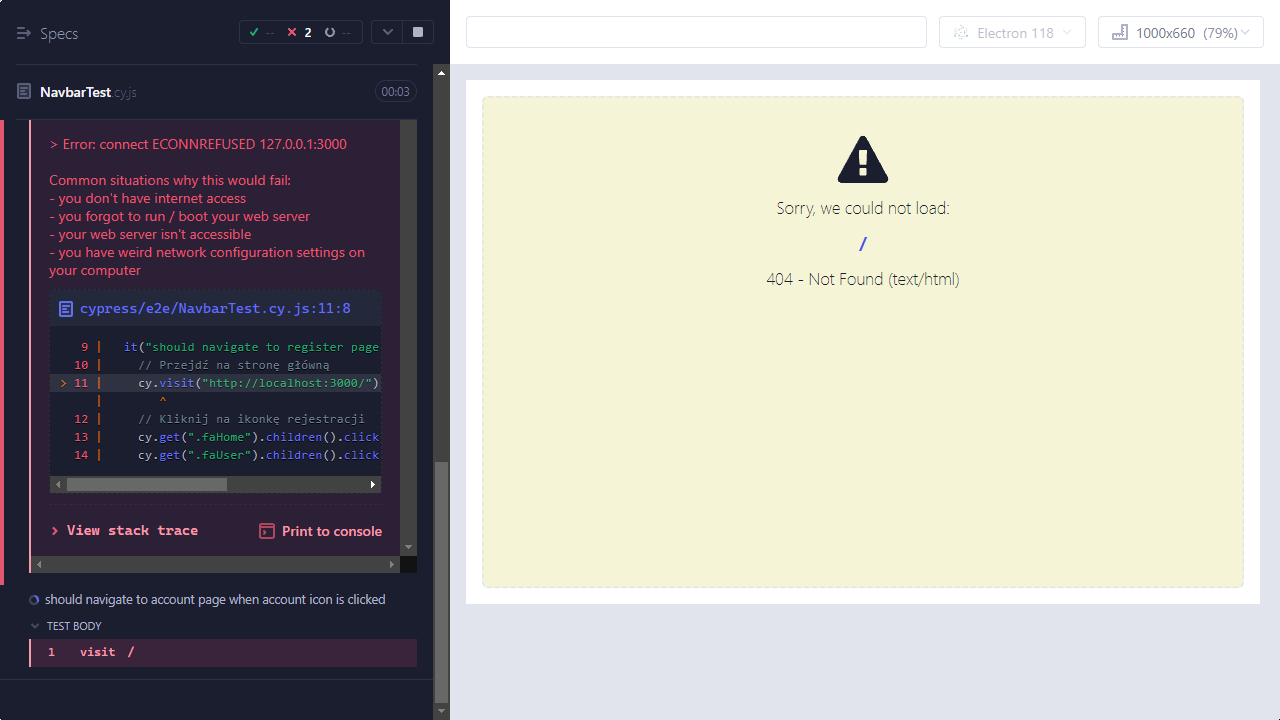 Specs
-- 2 --
NavbarTest.cy.js 00:03
> Error: connect ECONNREFUSED 127.0.0.1:3000
Common situations why this would fail:
- you don't have internet access
- you forgot to run / boot your web server
- your web server isn't accessible
- you have weird network configuration settings on
your computer
cypress/e2e/NavbarTest.cy.js:11:8
9 | it("should navigate to register page
10 | // Przejdź na stronę główną
> 11 | cy.visit("http://localhost:3000/")
| ^
12 | // Kliknij na ikonkę rejestracji
13 | cy.get(".faHome").children().click
14 | cy.get(".faUser").children().click
> View stack trace Print to console
should navigate to account page when account icon is clicked
TEST BODY
1 visit /
Electron 118 1000x660 (79%)
Sorry, we could not load:
/
404 - Not Found (text/html)